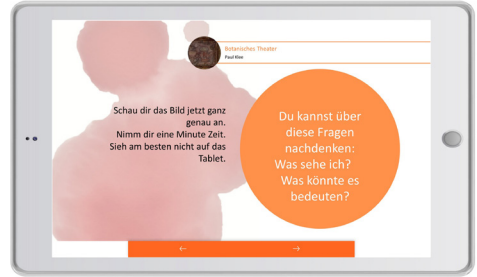 Botanisches Theater
Paul Klee
Schau dir das Bild jetzt ganz
genau an.
Nimm dir eine Minute Zeit.
Sieh am besten nicht auf das
Tablet.
Du kannst über
diese Fragen
nachdenken:
Was sehe ich?
Was könnte es
bedeuten?